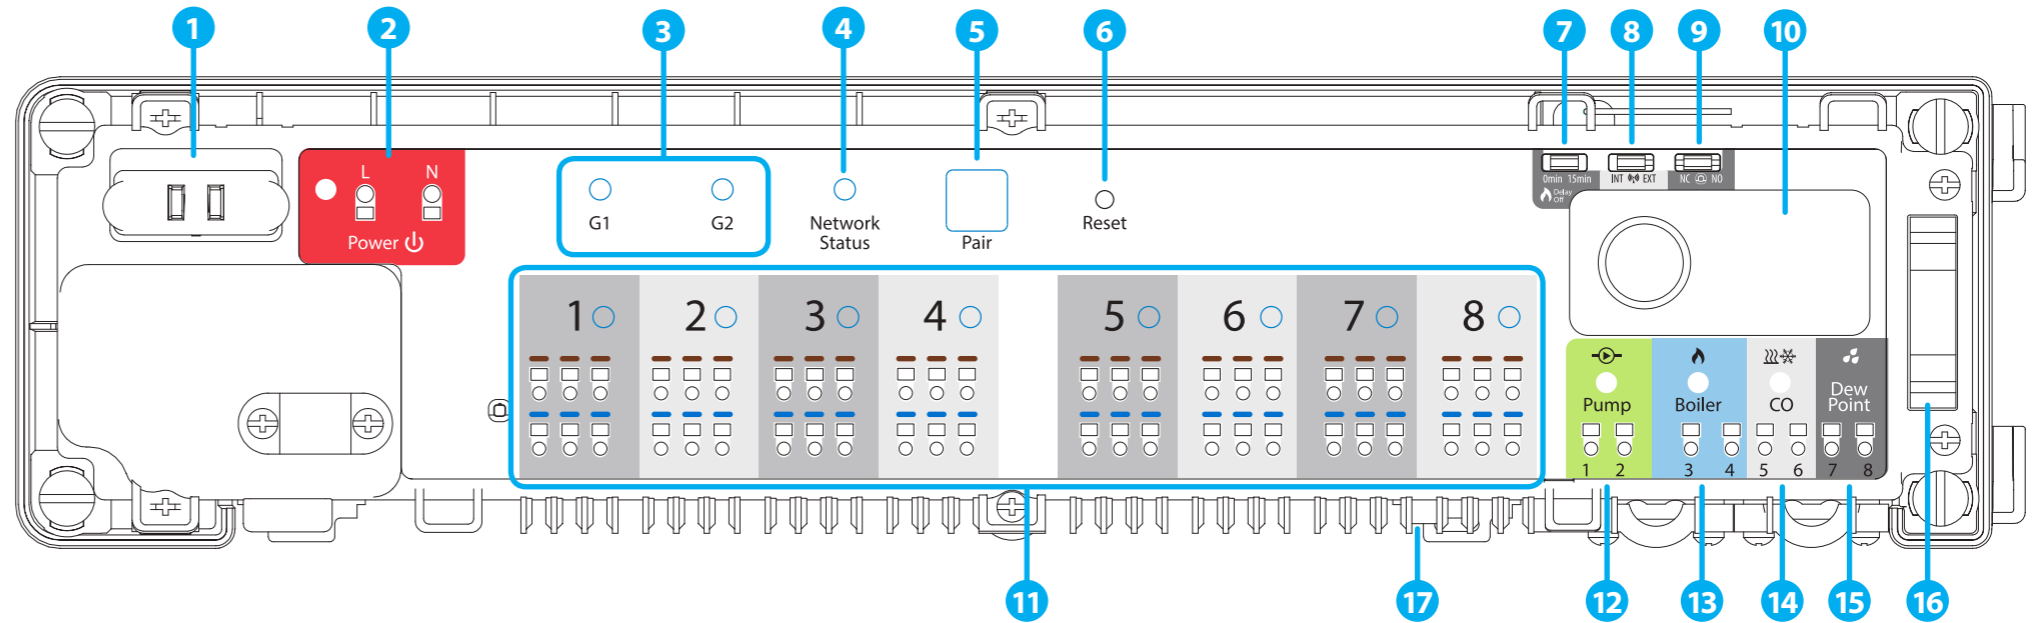 1 2 3 4 5 6 7 8 9 10
L N
Power
G1 G2
Network
Status
Pair
Reset
0min 15min
Delay
Off
INT EXT
NC NO
1 2 3 4 5 6 7 8
Pump
Boiler
CO
Dew
Point
1 2 3 4 5 6 7 8
11 17 12 13 14 15 16